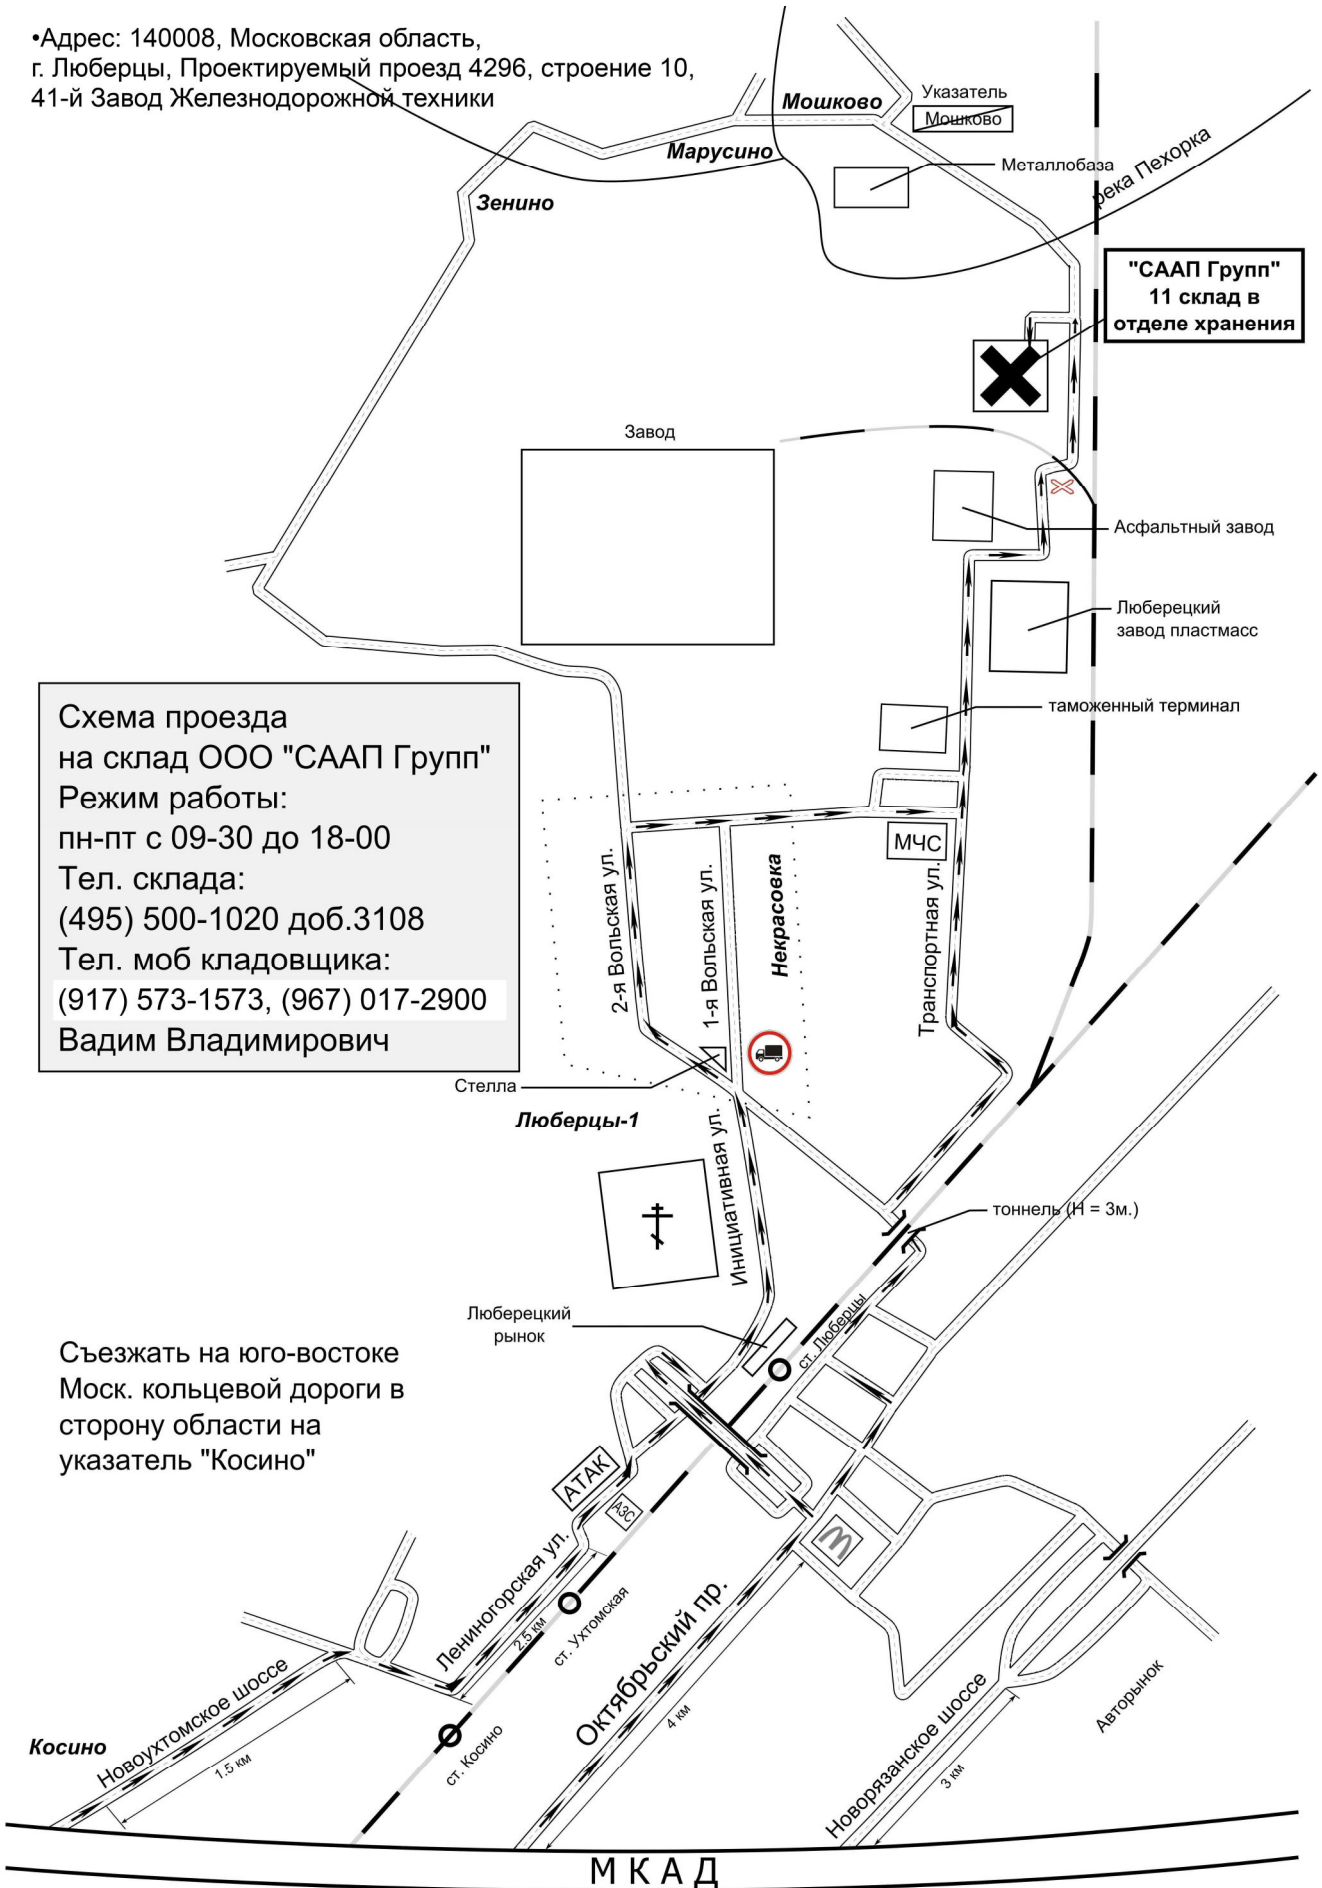 •Адрес: 140008, Московская область,
г. Люберцы, Проектируемый проезд 4296, строение 10,
41-й Завод Железнодорожной техники
Указатель
Мошково
Мошково
Марусино
Металлобаза
река Пехорка
Зенино
"СААП Групп"
11 склад в
отделе хранения
Завод
Асфальтный завод
Люберецкий
завод пластмасс
таможенный терминал
Схема проезда
на склад ООО "СААП Групп"
Режим работы:
пн-пт с 09-30 до 18-00
Тел. склада:
(495) 500-1020 доб.3108
Тел. моб кладовщика:
(917) 573-1573, (967) 017-2900
Вадим Владимирович
МЧС
2-я Вольская ул.
1-я Вольская ул.
Некрасовка
Транспортная ул.
Стелла
Люберцы-1
Инициативная ул.
тоннель (Н = 3м.)
Люберецкий
рынок
ст. Люберцы
Съезжать на юго-востоке
Моск. кольцевой дороги в
сторону области на
указатель "Косино"
АТАК
АЗС
Лениногорская ул.
2.5 км
ст. Ухтомская
Октябрьский пр.
4 км
Новоухтомское шоссе
1.5 км
Косино
ст. Косино
Новорязанское шоссе
3 км
Авторынок
МКАД